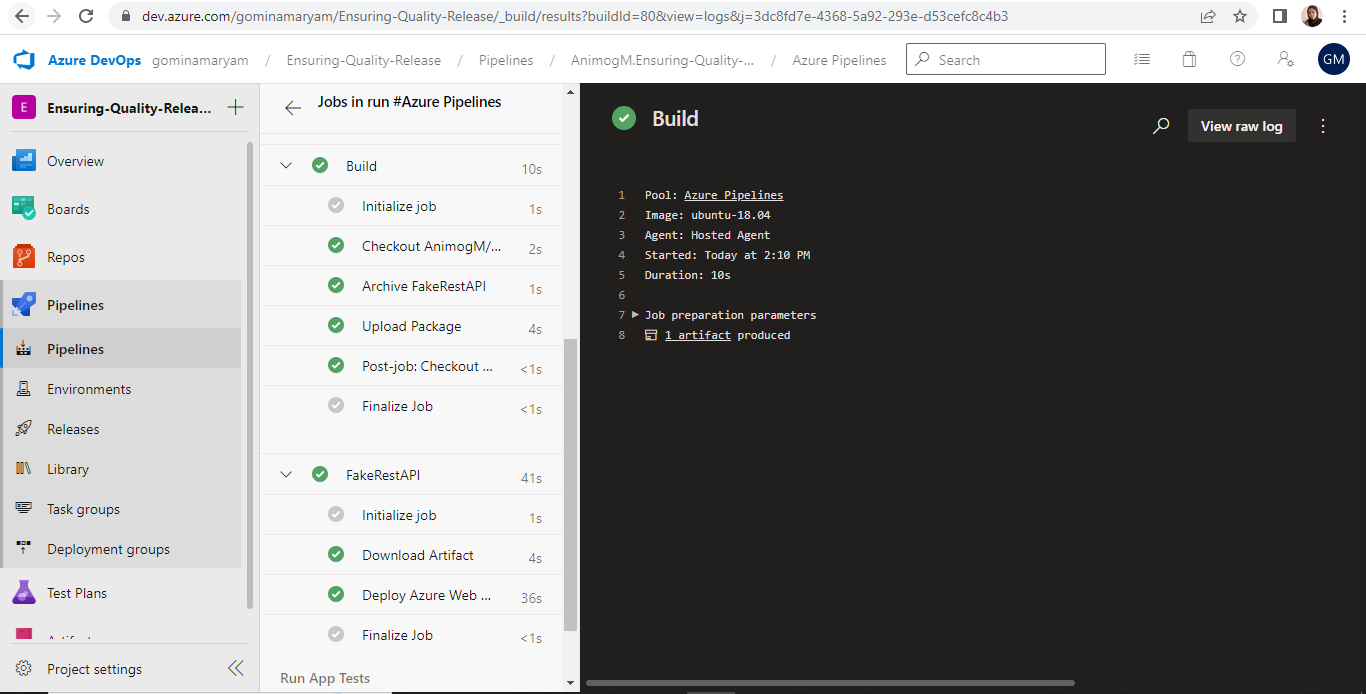 dev.azure.com/gominamaryam/Ensuring-Quality-Release/_build/results?buildId=80&view=logs&j=3dc8fd7e-4368-5a92-293e-d53cefc8c4b3
Azure DevOps gominamaryam / Ensuring-Quality-Release / Pipelines / AnimogM.Ensuring-Quality-... / Azure Pipelines Search GM
E Ensuring-Quality-Relea...
Overview
Boards
Repos
Pipelines
Pipelines
Environments
Releases
Library
Task groups
Deployment groups
Test Plans
Project settings
Jobs in run #Azure Pipelines
Build 10s
Initialize job 1s
Checkout AnimogM/... 2s
Archive FakeRestAPI 1s
Upload Package 4s
Post-job: Checkout ... <1s
Finalize Job <1s
FakeRestAPI 41s
Initialize job 1s
Download Artifact 4s
Deploy Azure Web ... 36s
Finalize Job <1s
Run App Tests
Build
View raw log
1 Pool: Azure Pipelines
2 Image: ubuntu-18.04
3 Agent: Hosted Agent
4 Started: Today at 2:10 PM
5 Duration: 10s
6
7 Job preparation parameters
8 1 artifact produced